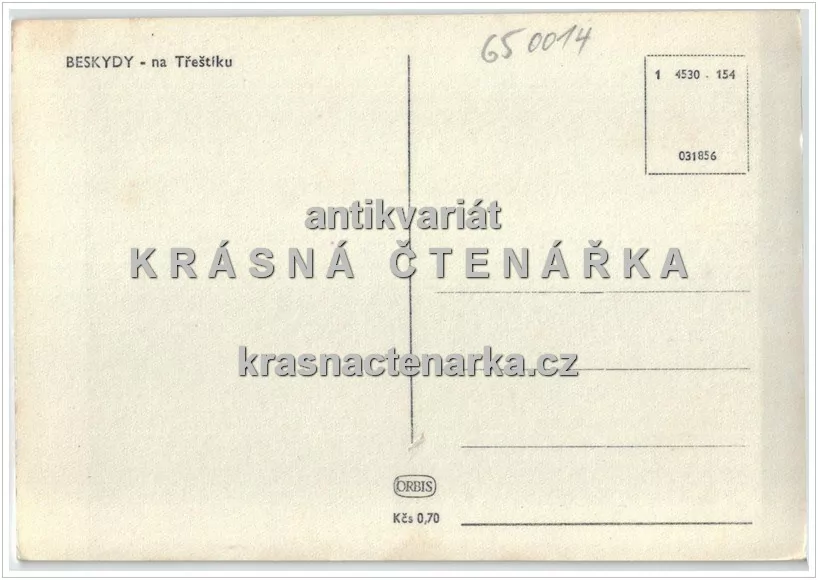 650014
BESKYDY - na Třeštíku
1 4530 - 154
031856
antikvariát
KRÁSNÁ ČTENÁŘKA
krasnactenarka.cz
ORBIS
Kčs 0,70